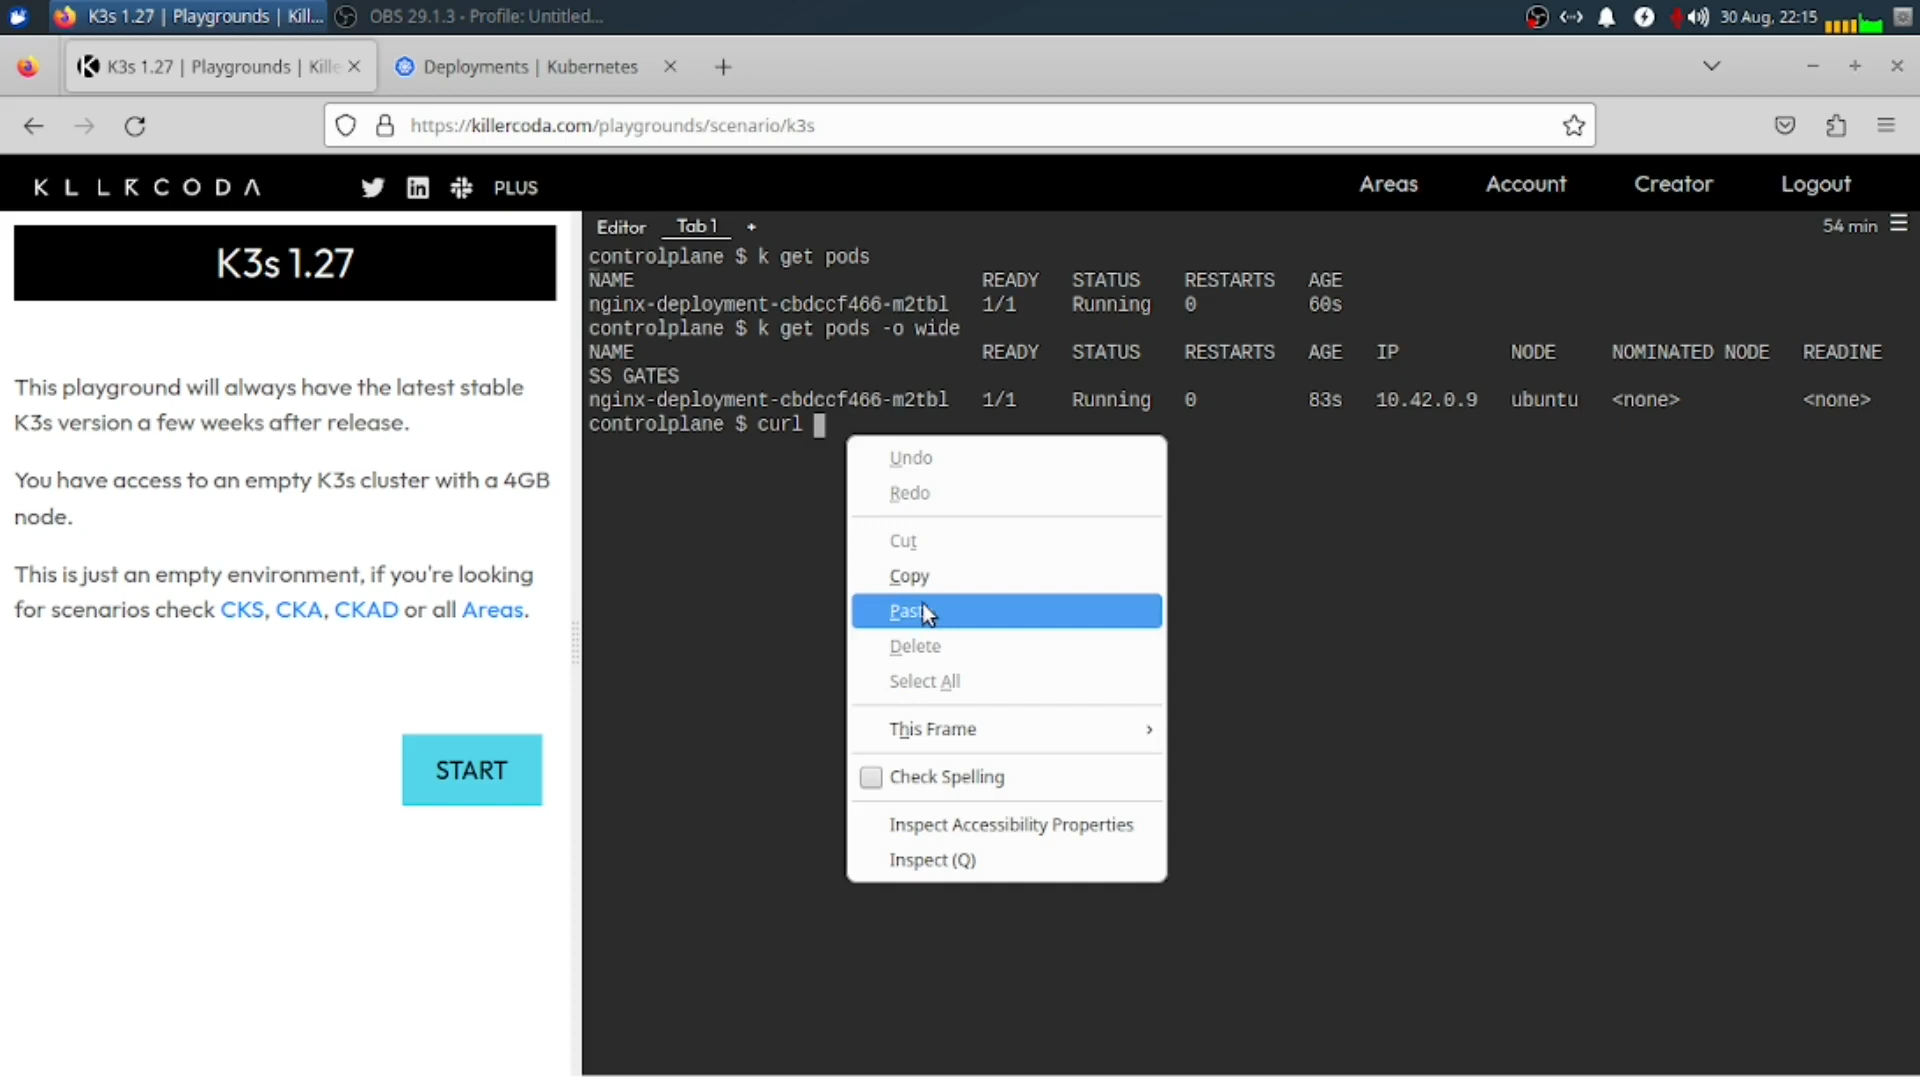 K3s 1.27 | Playgrounds | Kill...
OBS 29.1.3 - Profile: Untitled...
30 Aug, 22:15
K3s 1.27 | Playgrounds | Kille
Deployments | Kubernetes
https://killercoda.com/playgrounds/scenario/k3s
KILLERCODA
PLUS
Areas
Account
Creator
Logout
K3s 1.27
This playground will always have the latest stable
K3s version a few weeks after release.
You have access to an empty K3s cluster with a 4GB
node.
This is just an empty environment, if you're looking
for scenarios check CKS, CKA, CKAD or all Areas.
START
Editor
Tab 1
+
54 min
controlplane $ k get pods
NAME READY STATUS RESTARTS AGE
nginx-deployment-cbdccf466-m2tbl 1/1 Running 0 60s
controlplane $ k get pods -o wide
NAME READY STATUS RESTARTS AGE IP NODE NOMINATED NODE READINE
SS GATES
nginx-deployment-cbdccf466-m2tbl 1/1 Running 0 83s 10.42.0.9 ubuntu <none> <none>
controlplane $ curl
Undo
Redo
Cut
Copy
Paste
Delete
Select All
This Frame
Check Spelling
Inspect Accessibility Properties
Inspect (Q)